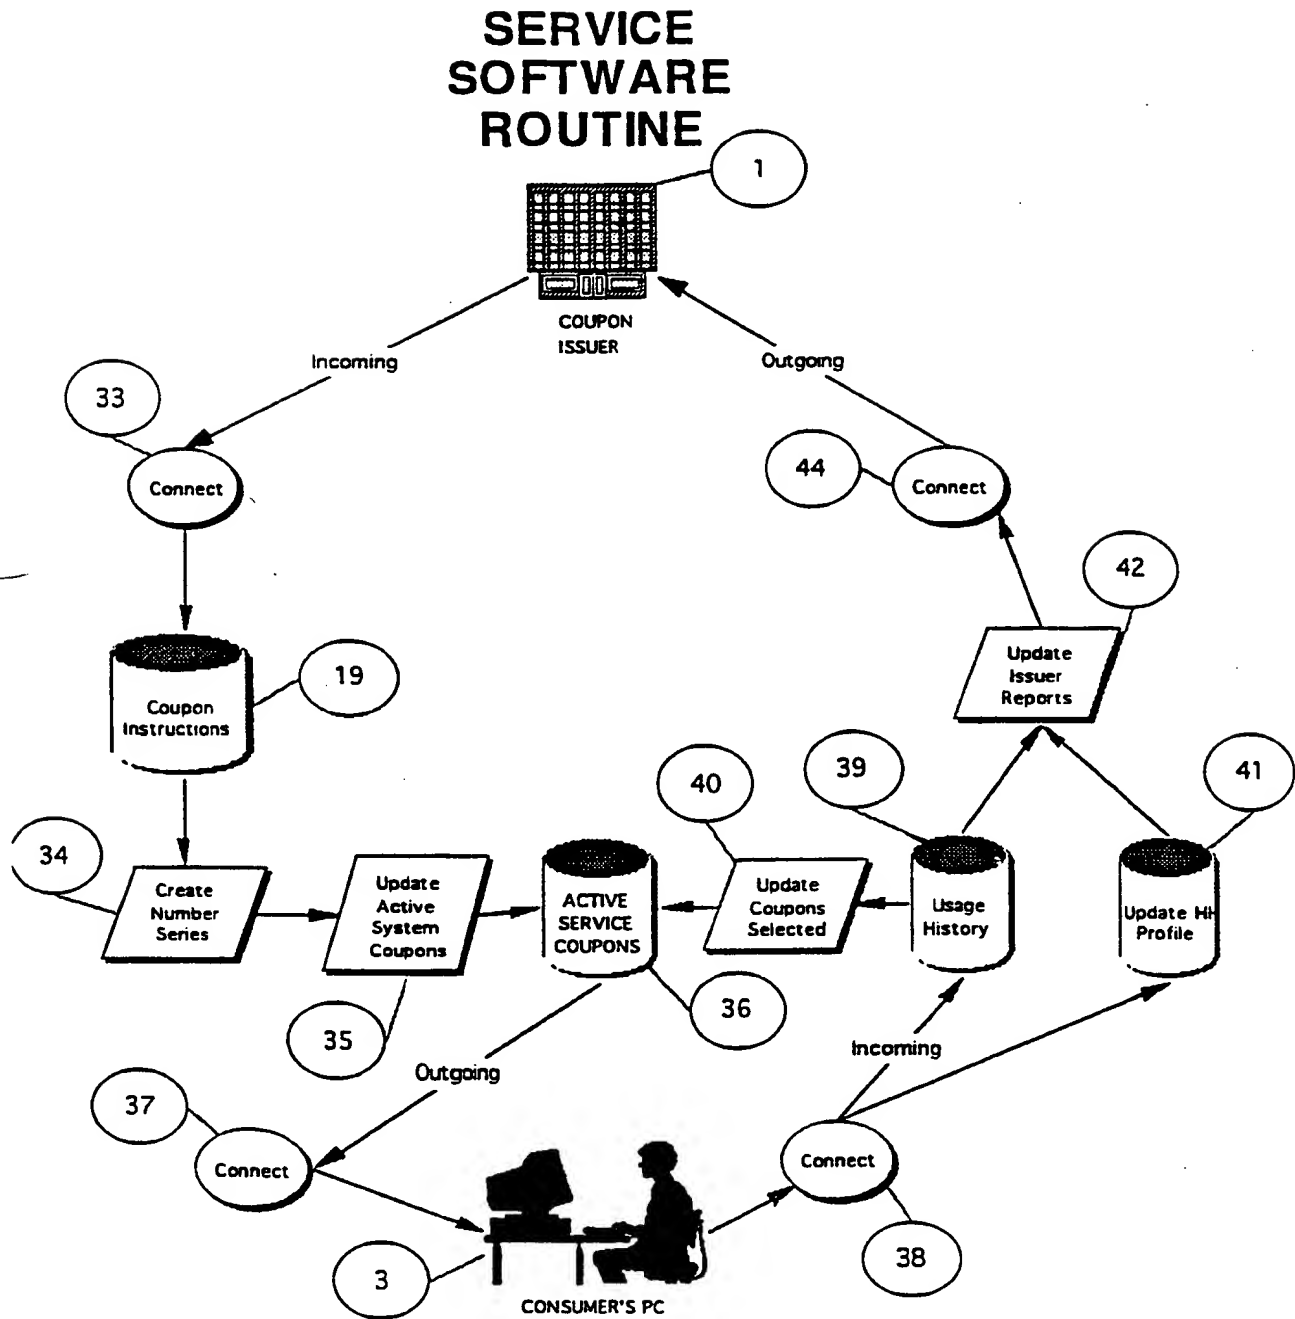 SERVICE
SOFTWARE
ROUTINE
1
COUPON
ISSUER
Incoming
Outgoing
33
Connect
44
Connect
42
Update
Issuer
Reports
19
Coupon
Instructions
40
39
41
34
Create
Number
Series
Update
Active
System
Coupons
ACTIVE
SERVICE
COUPONS
Update
Coupons
Selected
Usage
History
Update HH
Profile
35
36
Incoming
Outgoing
37
Connect
Connect
38
3
CONSUMER'S PC